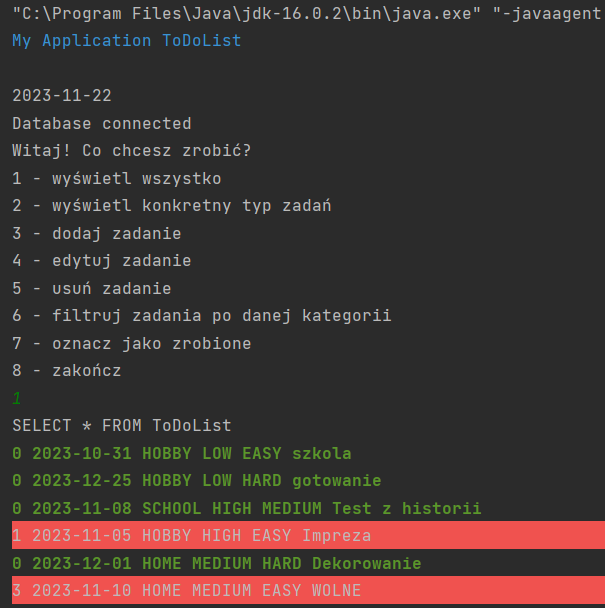 "C:\Program Files\Java\jdk-16.0.2\bin\java.exe" "-javaagent
My Application ToDoList
2023-11-22
Database connected
Witaj! Co chcesz zrobić?
1 - wyświetl wszystko
2 - wyświetl konkretny typ zadań
3 - dodaj zadanie
4 - edytuj zadanie
5 - usuń zadanie
6 - filtruj zadania po danej kategorii
7 - oznacz jako zrobione
8 - zakończ
1
SELECT * FROM ToDoList
0 2023-10-31 HOBBY LOW EASY szkola
0 2023-12-25 HOBBY LOW HARD gotowanie
0 2023-11-08 SCHOOL HIGH MEDIUM Test z historii
1 2023-11-05 HOBBY HIGH EASY Impreza
0 2023-12-01 HOME MEDIUM HARD Dekorowanie
3 2023-11-10 HOME MEDIUM EASY WOLNE